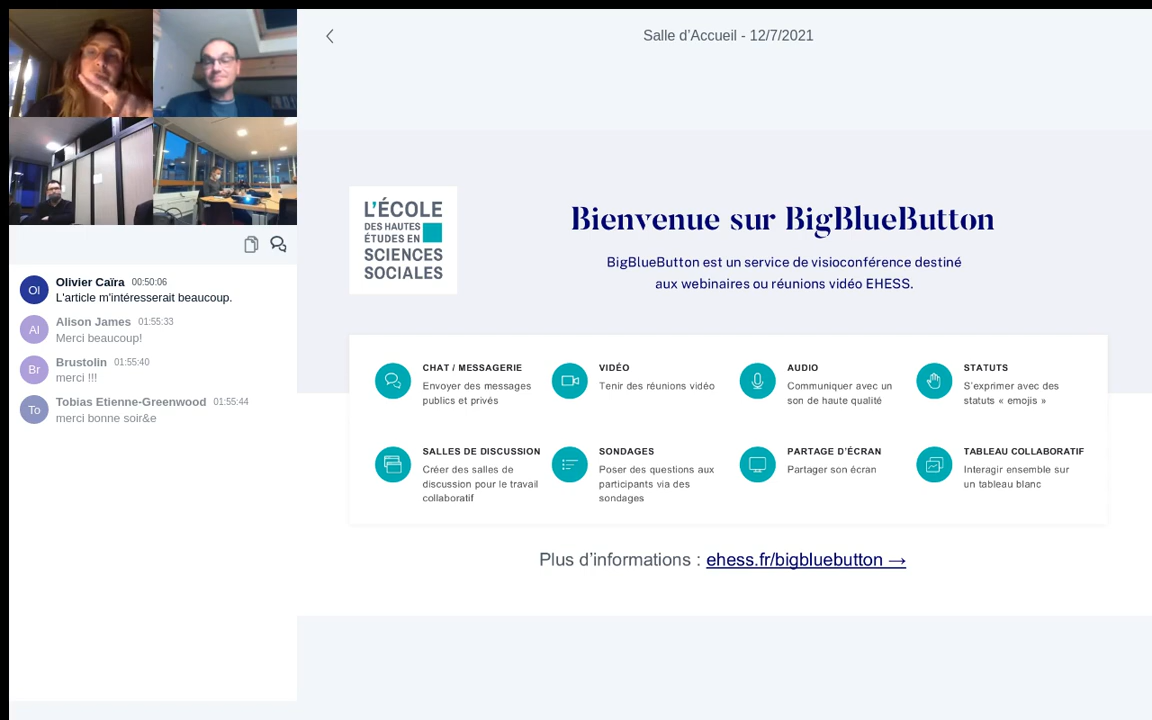 Salle d'Accueil - 12/7/2021
Ol
Olivier Caïra 00:50:06
L'article m'intéresserait beaucoup.
Al
Alison James 01:55:33
Merci beaucoup!
Br
Brustolin 01:55:40
merci !!!
To
Tobias Etienne-Greenwood 01:55:44
merci bonne soir&e
L'ÉCOLE
DES HAUTES
ÉTUDES EN
SCIENCES
SOCIALES
Bienvenue sur BigBlueButton
BigBlueButton est un service de visioconférence destiné
aux webinaires ou réunions vidéo EHESS.
CHAT / MESSAGERIE
Envoyer des messages
publics et privés
VIDÉO
Tenir des réunions vidéo
AUDIO
Communiquer avec un
son de haute qualité
STATUTS
S'exprimer avec des
statuts « emojis »
SALLES DE DISCUSSION
Créer des salles de
discussion pour le travail
collaboratif
SONDAGES
Poser des questions aux
participants via des
sondages
PARTAGE D'ÉCRAN
Partager son écran
TABLEAU COLLABORATIF
Interagir ensemble sur
un tableau blanc
Plus d'informations : ehess.fr/bigbluebutton →